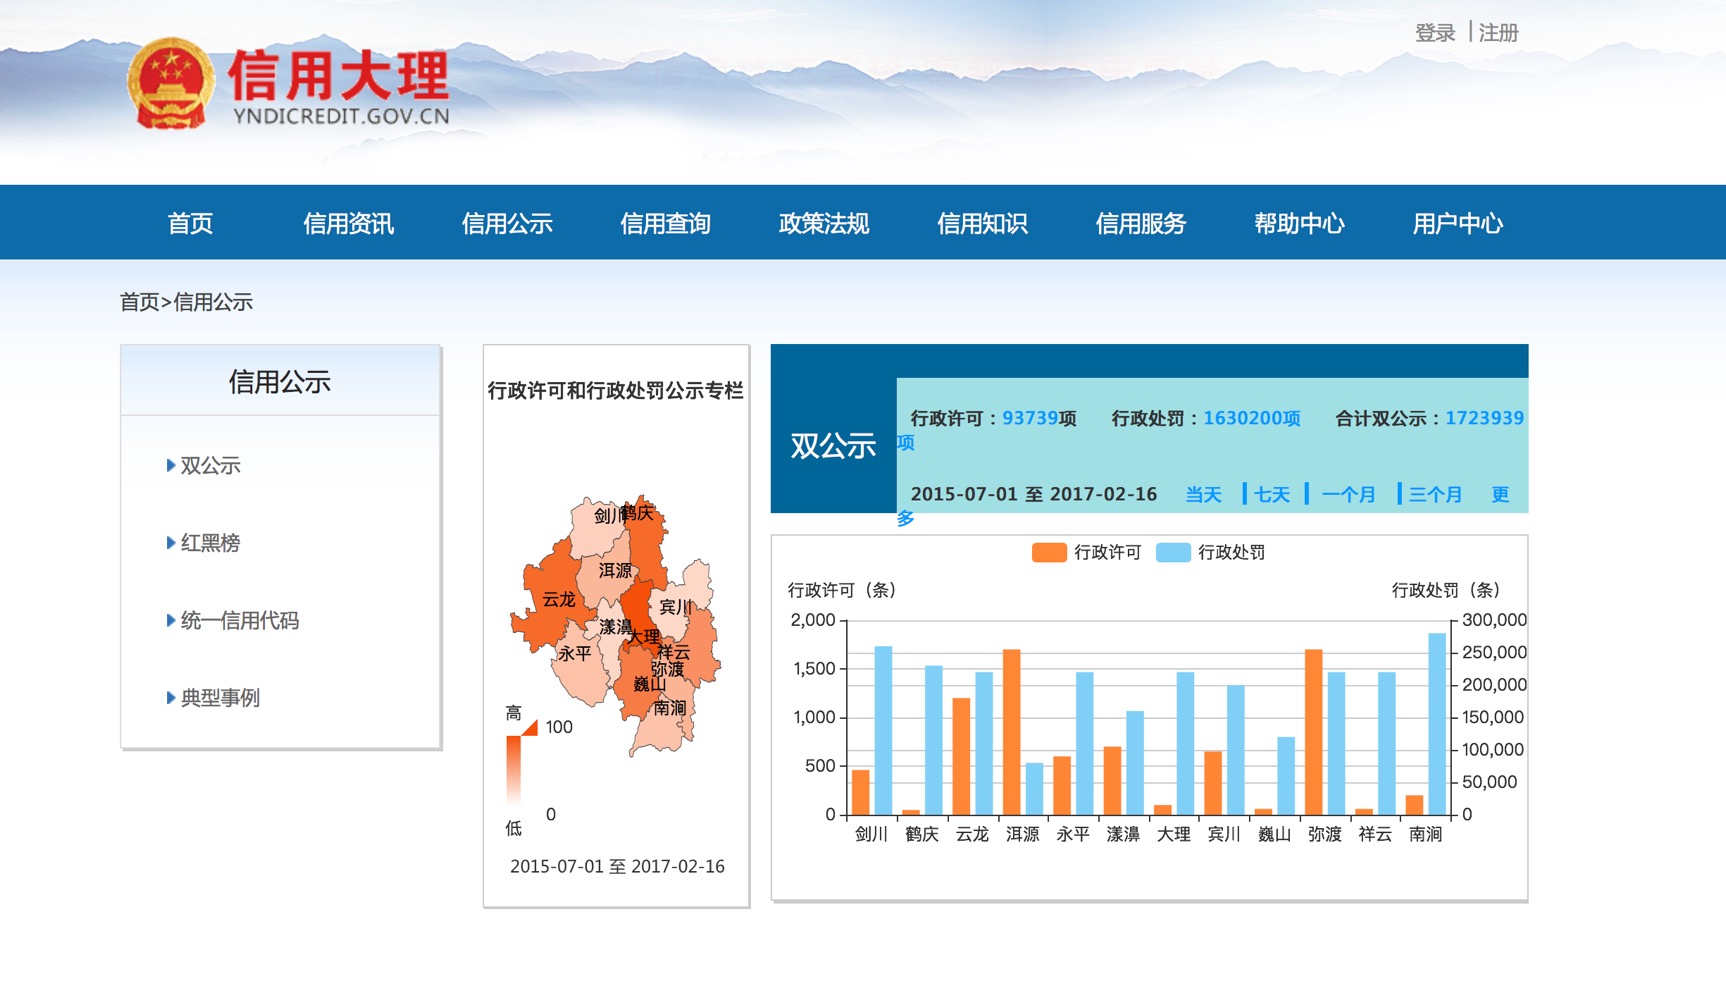 登录 | 注册
信用大理
YNDICREDIT.GOV.CN
首页 信用资讯 信用公示 信用查询 政策法规 信用知识 信用服务 帮助中心 用户中心
首页>信用公示
信用公示
双公示
红黑榜
统一信用代码
典型事例
行政许可和行政处罚公示专栏
剑川
鹤庆
洱源
云龙
宾川
漾濞
大理
永平
祥云
弥渡
巍山
南涧
高
100
0
低
2015-07-01 至 2017-02-16
双公示
行政许可：93739项 行政处罚：1630200项 合计双公示：1723939
项
2015-07-01 至 2017-02-16 当天 七天 一个月 三个月 更
多
行政许可 行政处罚
行政许可（条） 行政处罚（条）
2,000
1,500
1,000
500
0
300,000
250,000
200,000
150,000
100,000
50,000
0
剑川 鹤庆 云龙 洱源 永平 漾濞 大理 宾川 巍山 弥渡 祥云 南涧